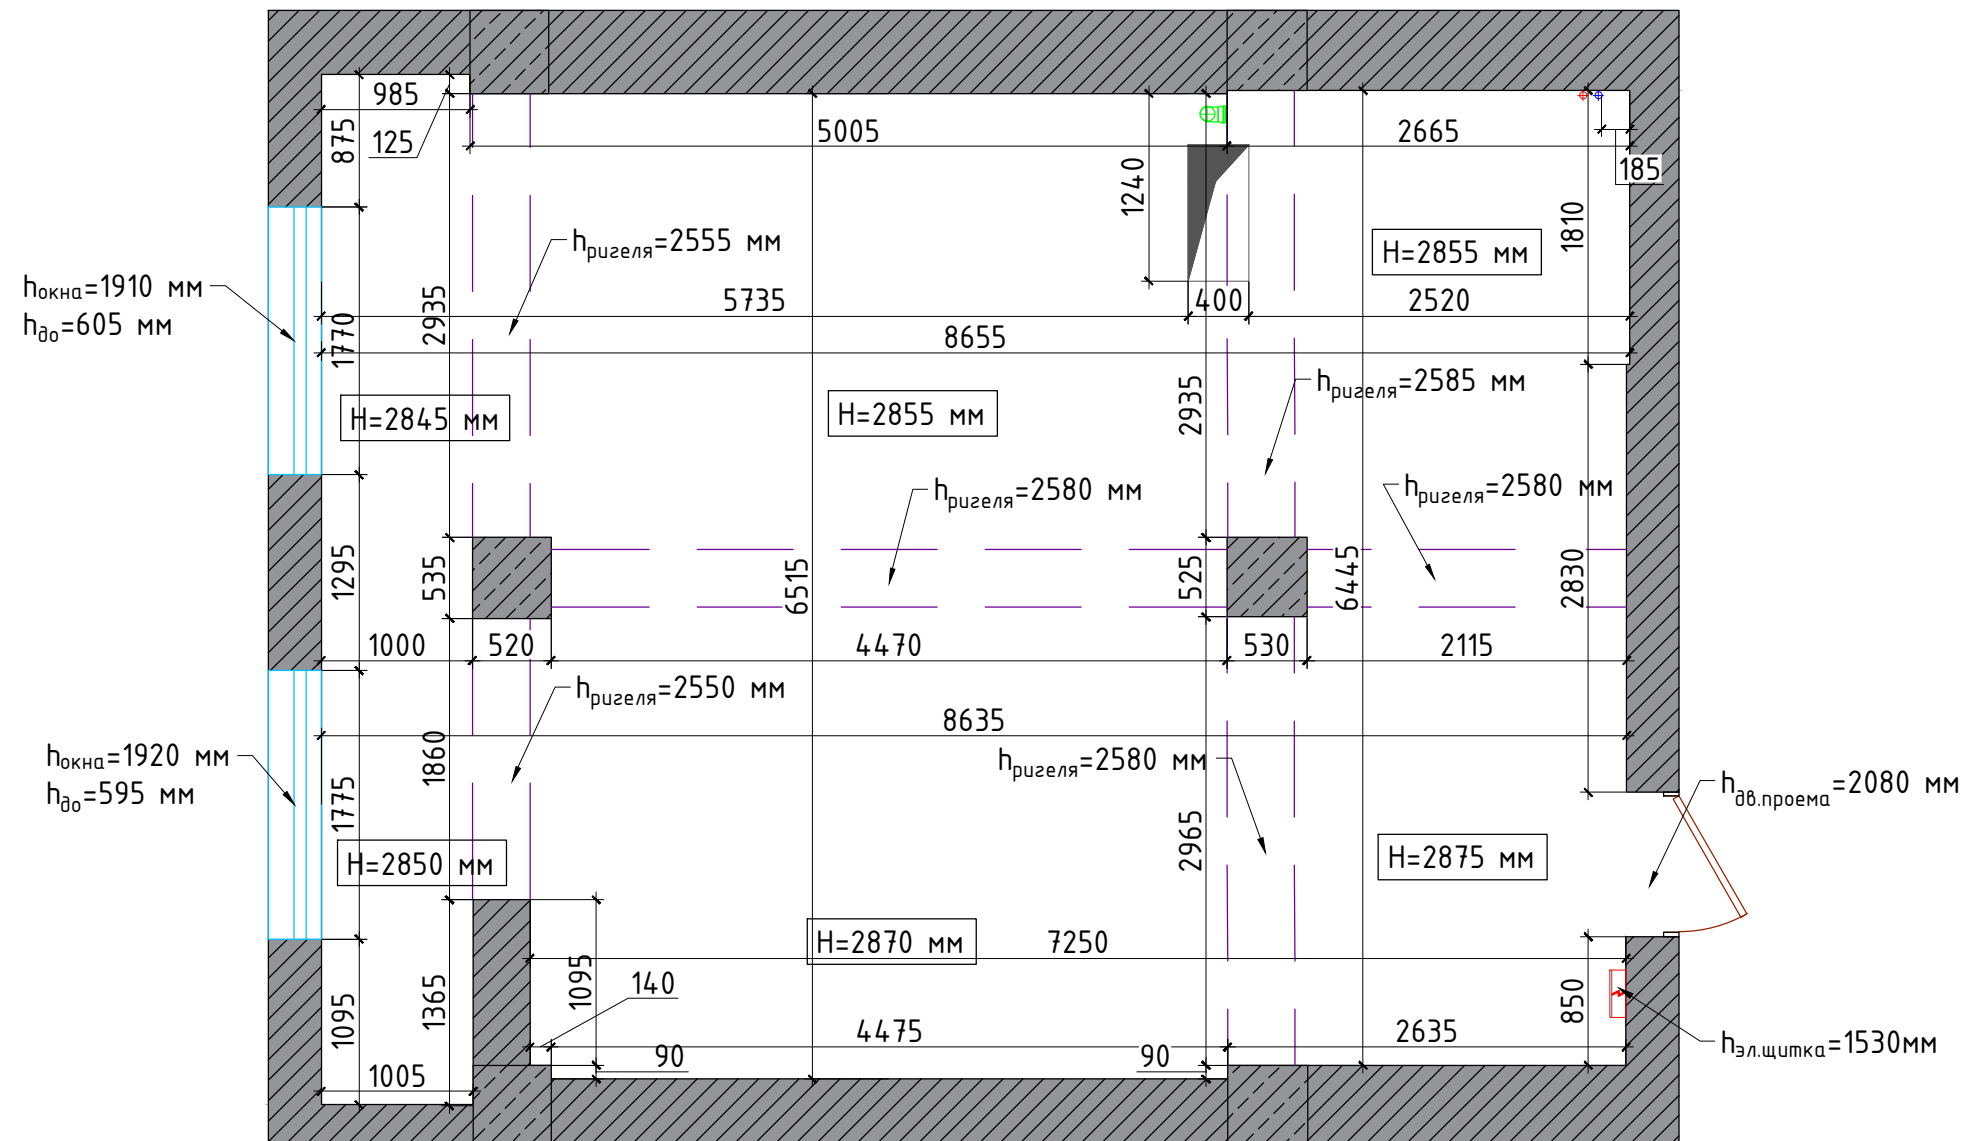 985
125
875
5005
2665
185
1240
1810
hригеля=2555 мм
H=2855 мм
hокна=1910 мм
hдо=605 мм
2935
1770
5735
400
2520
8655
hригеля=2585 мм
2935
H=2845 мм
H=2855 мм
hригеля=2580 мм
hригеля=2580 мм
1295
535
6515
525
6445
2830
1000
520
4470
530
2115
hригеля=2550 мм
8635
hокна=1920 мм
hдо=595 мм
1860
1775
hригеля=2580 мм
hдв.проема=2080 мм
2965
H=2850 мм
H=2875 мм
H=2870 мм
7250
1095
1365
1095
140
4475
2635
850
90
90
1005
hэл.щитка=1530мм